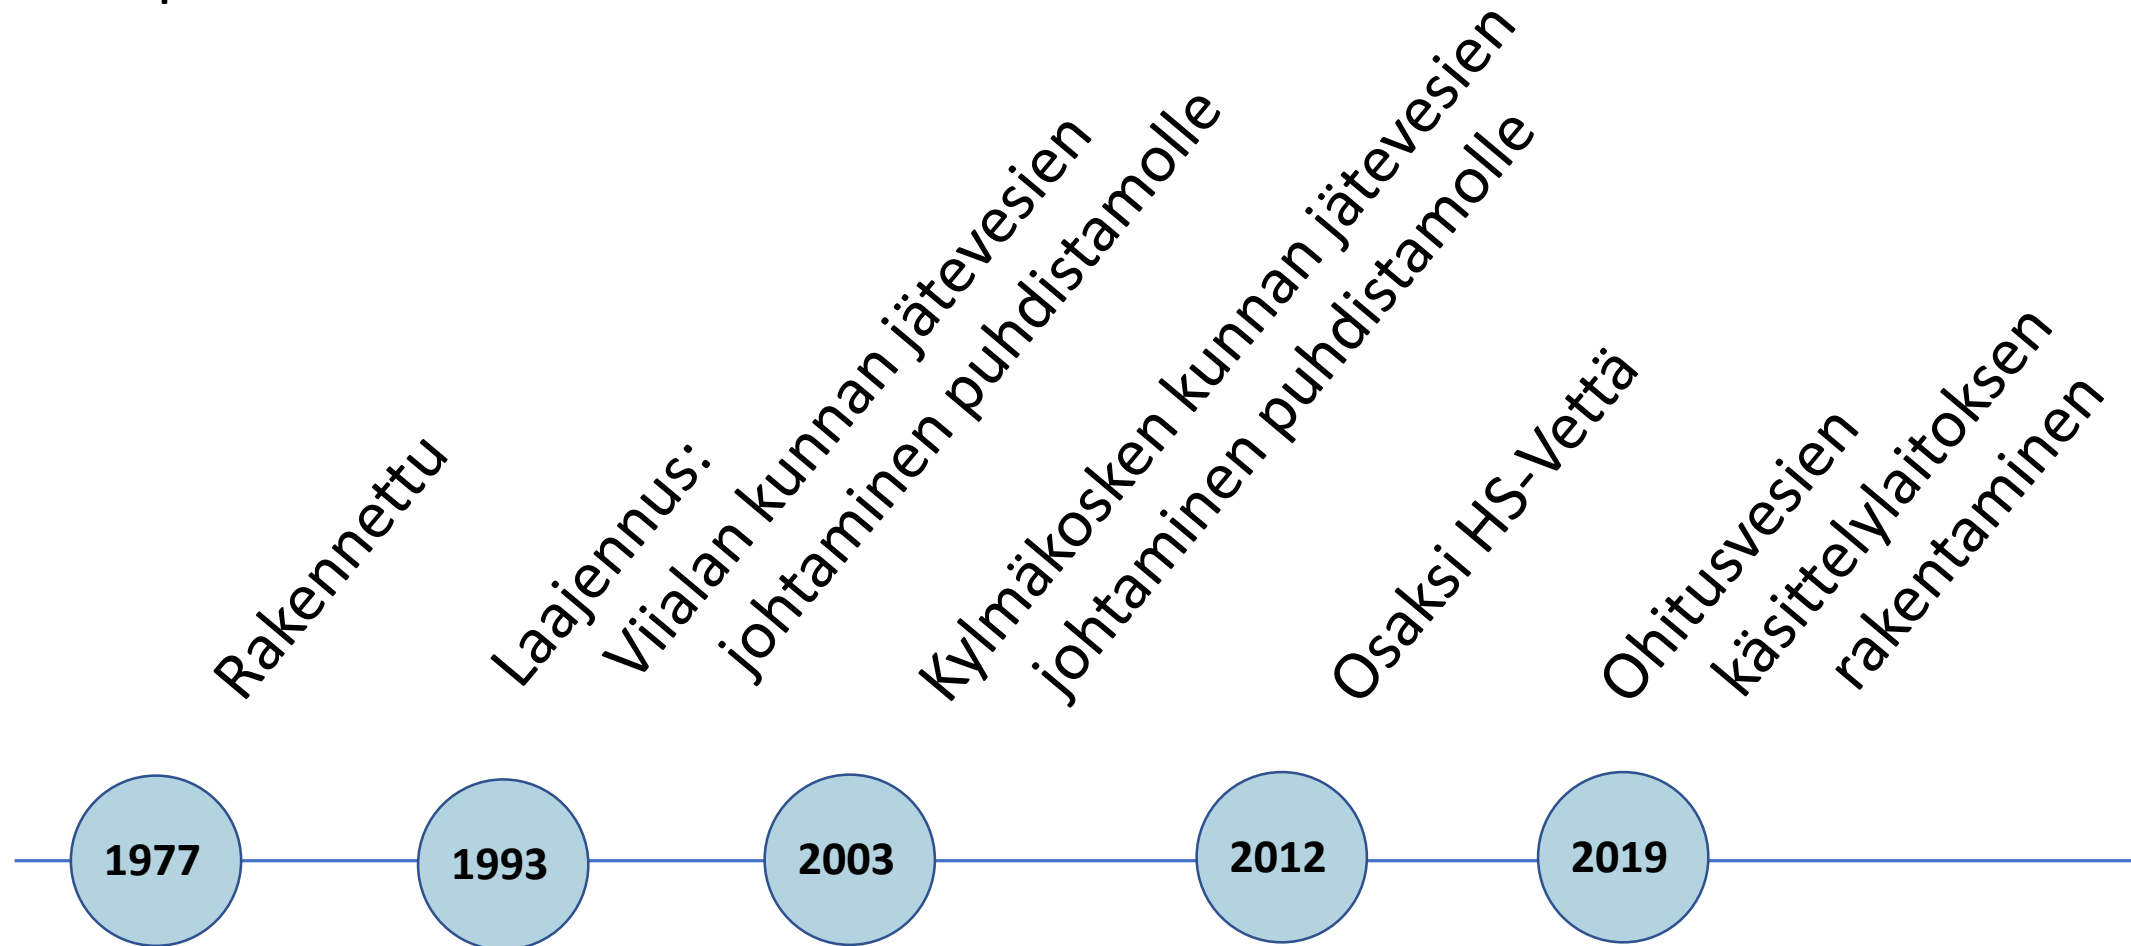 Rakennettu
Laajennus:
Viialan kunnan jätevesien
johtaminen puhdistamolle
Kylmäkosken kunnan jätevesien
johtaminen puhdistamolle
Osaksi HS-Vettä
Ohitusvesien
käsittelylaitoksen
rakentaminen
1977
1993
2003
2012
2019